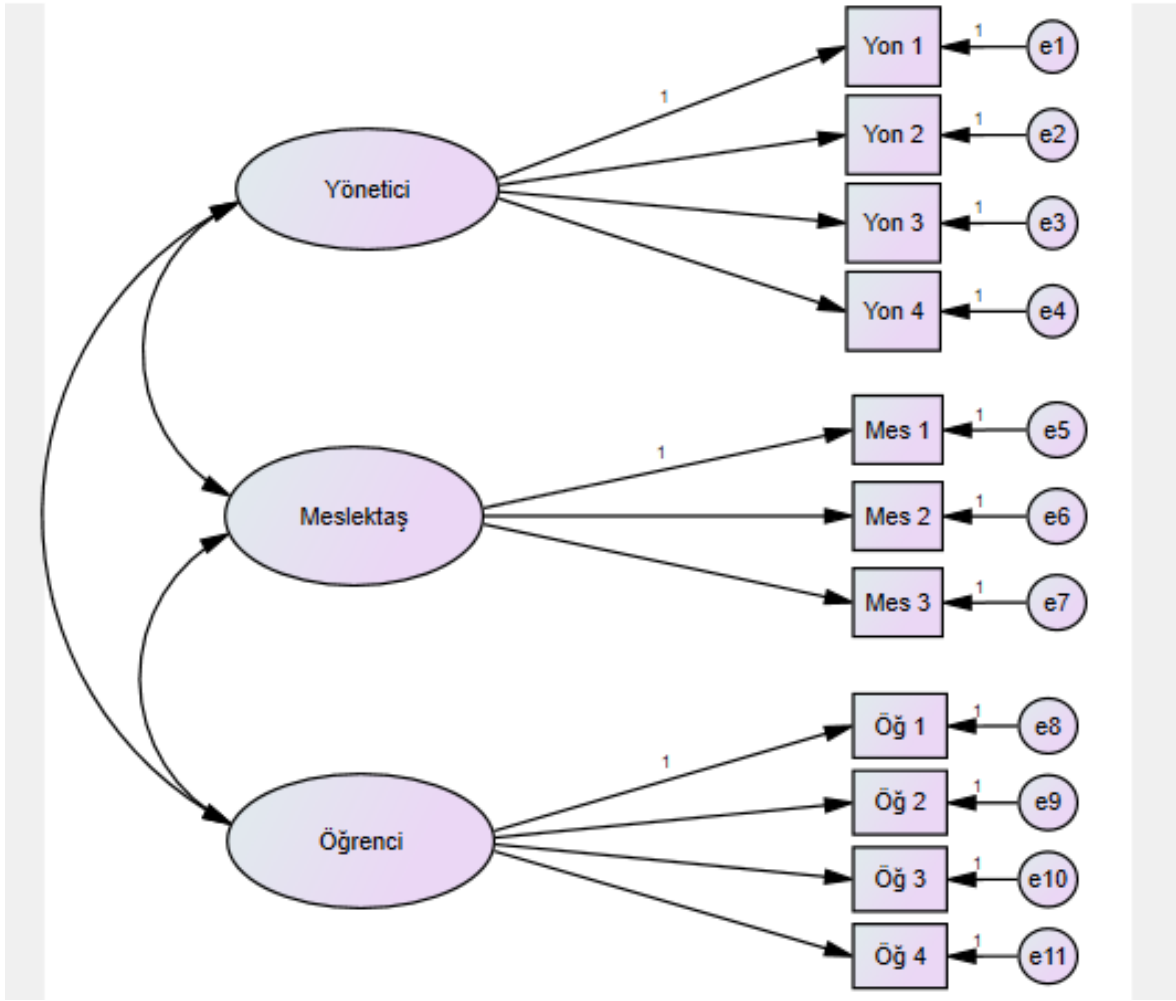 Yon 1
1
e1
1
Yon 2
1
e2
Yönetici
Yon 3
1
e3
Yon 4
1
e4
Mes 1
1
e5
1
Meslektaş
Mes 2
1
e6
Mes 3
1
e7
Öğ 1
1
e8
1
Öğ 2
1
e9
Öğrenci
Öğ 3
1
e10
Öğ 4
1
e11